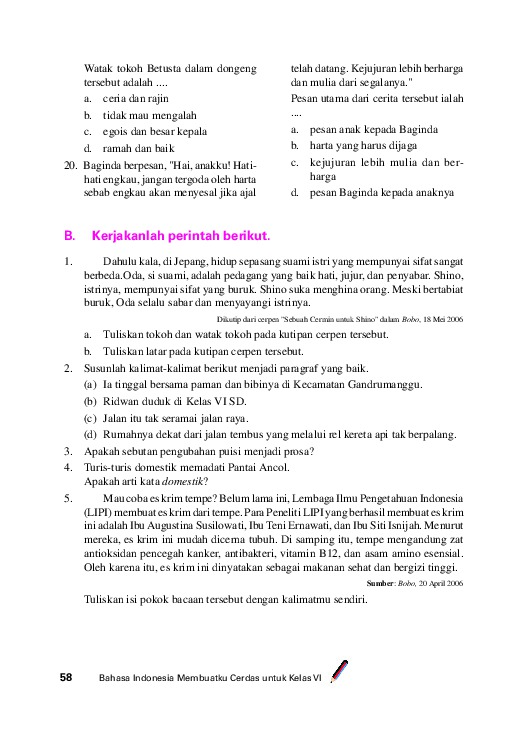 Watak tokoh Betusta dalam dongeng
tersebut adalah ....
a. ceria dan rajin
b. tidak mau mengalah
c. egois dan besar kepala
d. ramah dan baik
20. Baginda berpesan, "Hai, anakku! Hati-
hati engkau, jangan tergoda oleh harta
sebab engkau akan menyesal jika ajal
telah datang. Kejujuran lebih berharga
dan mulia dari segalanya."
Pesan utama dari cerita tersebut ialah
....
a. pesan anak kepada Baginda
b. harta yang harus dijaga
c. kejujuran lebih mulia dan ber-
harga
d. pesan Baginda kepada anaknya
B. Kerjakanlah perintah berikut.
1. Dahulu kala, di Jepang, hidup sepasang suami istri yang mempunyai sifat sangat
berbeda.Oda, si suami, adalah pedagang yang baik hati, jujur, dan penyabar. Shino,
istrinya, mempunyai sifat yang buruk. Shino suka menghina orang. Meski bertabiat
buruk, Oda selalu sabar dan menyayangi istrinya.
Dikutip dari cerpen "Sebuah Cermin untuk Shino" dalam Bobo, 18 Mei 2006
a. Tuliskan tokoh dan watak tokoh pada kutipan cerpen tersebut.
b. Tuliskan latar pada kutipan cerpen tersebut.
2. Susunlah kalimat-kalimat berikut menjadi paragraf yang baik.
(a) Ia tinggal bersama paman dan bibinya di Kecamatan Gandrumanggu.
(b) Ridwan duduk di Kelas VI SD.
(c) Jalan itu tak seramai jalan raya.
(d) Rumahnya dekat dari jalan tembus yang melalui rel kereta api tak berpalang.
3. Apakah sebutan pengubahan puisi menjadi prosa?
4. Turis-turis domestik memadati Pantai Ancol.
Apakah arti kata domestik?
5. Mau coba es krim tempe? Belum lama ini, Lembaga Ilmu Pengetahuan Indonesia
(LIPI) membuat es krim dari tempe. Para Peneliti LIPI yang berhasil membuat es krim
ini adalah Ibu Augustina Susilowati, Ibu Teni Ernawati, dan Ibu Siti Isnijah. Menurut
mereka, es krim ini mudah dicerna tubuh. Di samping itu, tempe mengandung zat
antioksidan pencegah kanker, antibakteri, vitamin B12, dan asam amino esensial.
Oleh karena itu, es krim ini dinyatakan sebagai makanan sehat dan bergizi tinggi.
Sumber: Bobo, 20 April 2006
Tuliskan isi pokok bacaan tersebut dengan kalimatmu sendiri.
58 Bahasa Indonesia Membuatku Cerdas untuk Kelas VI